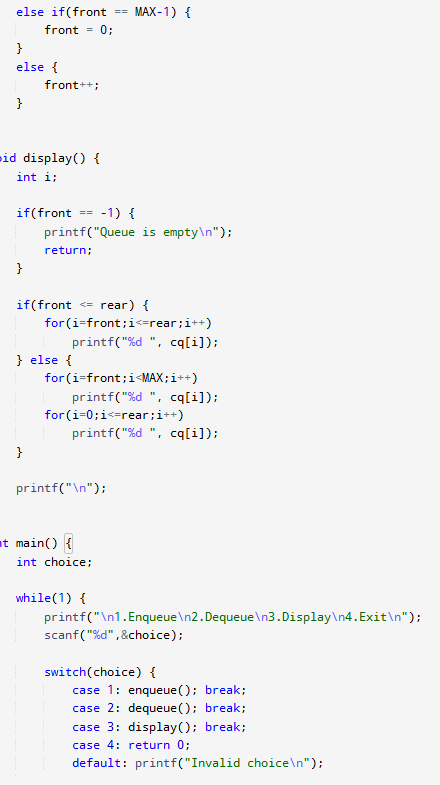 else if(front == MAX-1) {
front = 0;
}
else {
front++;
}
oid display() {
int i;
if(front == -1) {
printf("Queue is empty\n");
return;
}
if(front <= rear) {
for(i=front;i<=rear;i++)
printf("%d ", cq[i]);
} else {
for(i=front;i<MAX;i++)
printf("%d ", cq[i]);
for(i=0;i<=rear;i++)
printf("%d ", cq[i]);
}
printf("\n");
nt main() {
int choice;
while(1) {
printf("\n1.Enqueue\n2.Dequeue\n3.Display\n4.Exit\n");
scanf("%d",&choice);
switch(choice) {
case 1: enqueue(); break;
case 2: dequeue(); break;
case 3: display(); break;
case 4: return 0;
default: printf("Invalid choice\n");